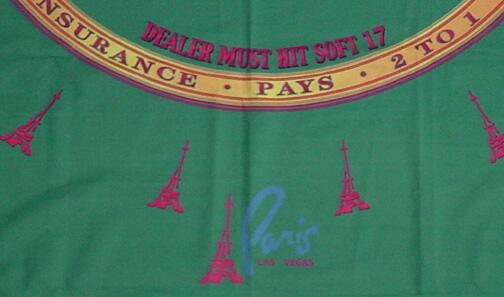 DEALER MUST HIT SOFT 17
INSURANCE · PAYS · 2 TO 1
Paris
LAS VEGAS